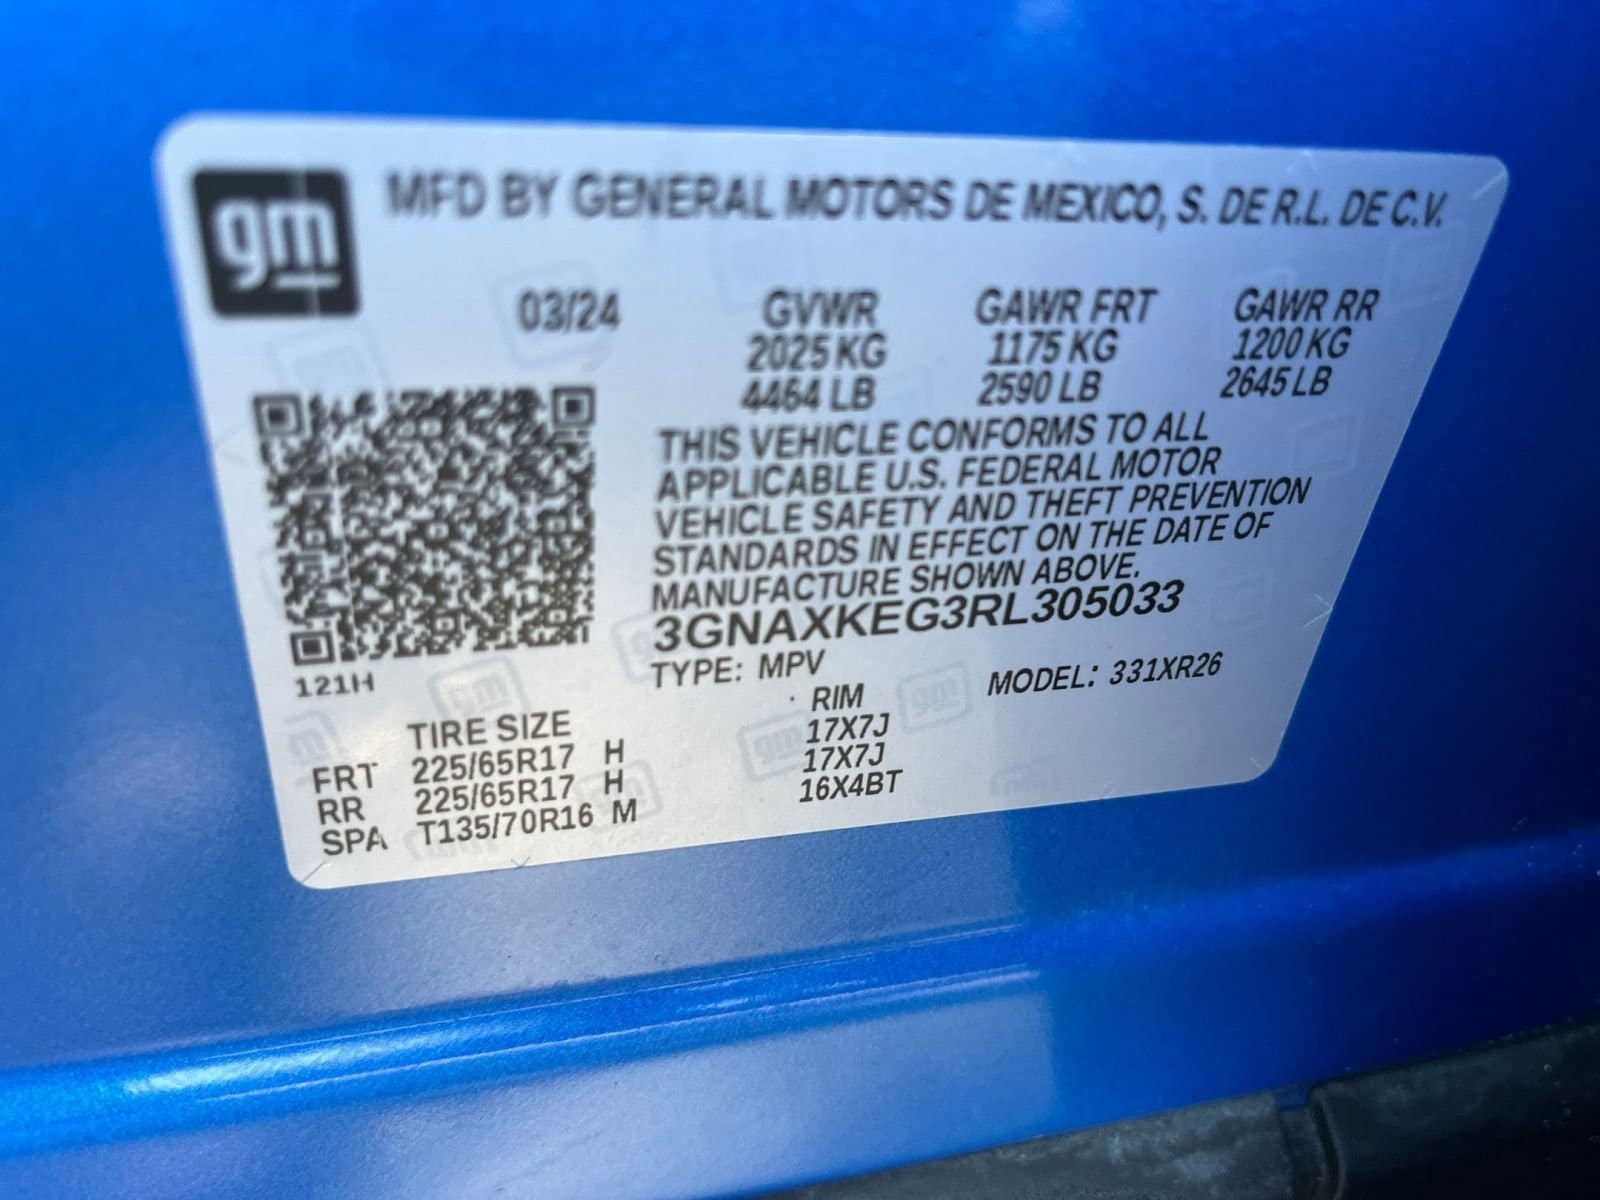 gm
MFD BY GENERAL MOTORS DE MEXICO, S. DE R.L. DE C.V.
03/24 GVWR GAWR FRT GAWR RR
2025 KG 1175 KG 1200 KG
4464 LB 2590 LB 2645 LB
THIS VEHICLE CONFORMS TO ALL
APPLICABLE U.S. FEDERAL MOTOR
VEHICLE SAFETY AND THEFT PREVENTION
STANDARDS IN EFFECT ON THE DATE OF
MANUFACTURE SHOWN ABOVE.
3GNAXKEG3RL305033
121H
TYPE: MPV MODEL: 331XR26
TIRE SIZE RIM
FRT 225/65R17 H 17X7J
RR 225/65R17 H 17X7J
SPA T135/70R16 M 16X4BT